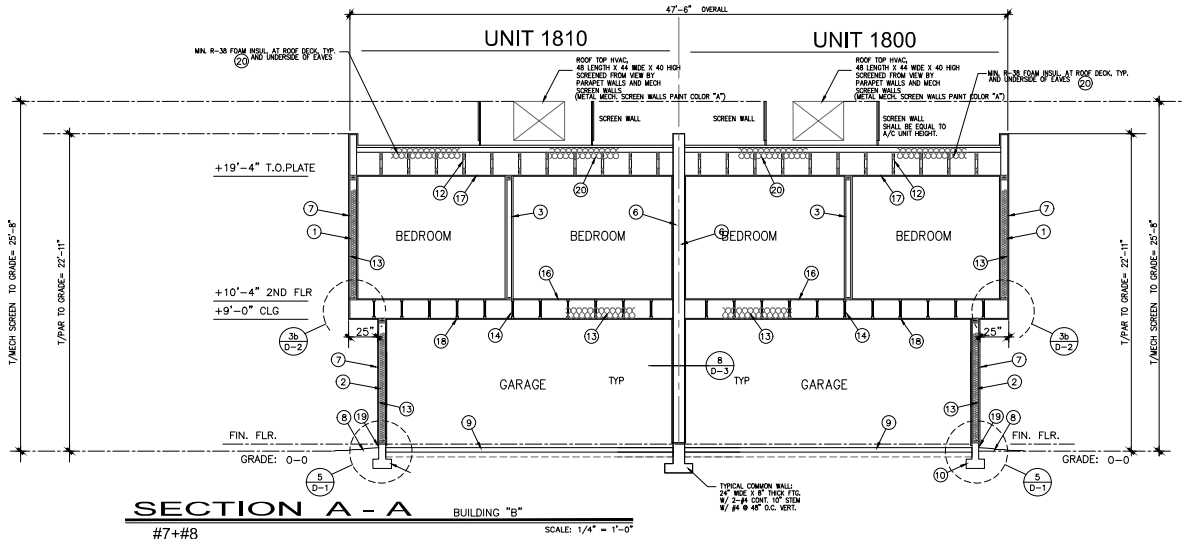 47'-6" OVERALL
UNIT 1810
UNIT 1800
MIN. R-38 FOAM INSUL. AT ROOF DECK, TYP.
20 AND UNDERSIDE OF EAVES
ROOF TOP HVAC,
48 LENGTH X 44 WIDE X 40 HIGH
SCREENED FROM VIEW BY
PARAPET WALLS AND MECH
SCREEN WALLS
(METAL MECH. SCREEN WALLS PAINT COLOR "A")
ROOF TOP HVAC,
48 LENGTH X 44 WIDE X 40 HIGH
SCREENED FROM VIEW BY
PARAPET WALLS AND MECH
SCREEN WALLS
(METAL MECH. SCREEN WALLS PAINT COLOR "A")
MIN. R-38 FOAM INSUL. AT ROOF DECK, TYP.
AND UNDERSIDE OF EAVES
20
SCREEN WALL
SCREEN WALL
SCREEN WALL
SHALL BE EQUAL TO
A/C UNIT HEIGHT.
T/MECH SCREEN TO GRADE= 25'-8"
T/PAR TO GRADE= 22'-11"
T/PAR TO GRADE= 22'-11"
T/MECH SCREEN TO GRADE= 25'-8"
+19'-4" T.O.PLATE
12
17
20
20
17
12
7
3
6
3
7
1
BEDROOM
BEDROOM
6
BEDROOM
BEDROOM
1
13
13
+10'-4" 2ND FLR
16
16
+9'-0" CLG
25"
25"
3b
D-2
18
14
13
13
14
18
3b
D-2
7
8
D-3
7
2
GARAGE
TYP
TYP
GARAGE
2
13
13
8
19
9
9
19
8
FIN. FLR.
FIN. FLR.
GRADE: 0-0
GRADE: 0-0
5
D-1
10
5
D-1
TYPICAL COMMON WALL:
24" WIDE X 8" THICK FTG.
W/ 2-#4 CONT. 10" STEM
W/ #4 @ 48" O.C. VERT.
SECTION A - A
BUILDING "B"
#7+#8
SCALE: 1/4" = 1'-0"